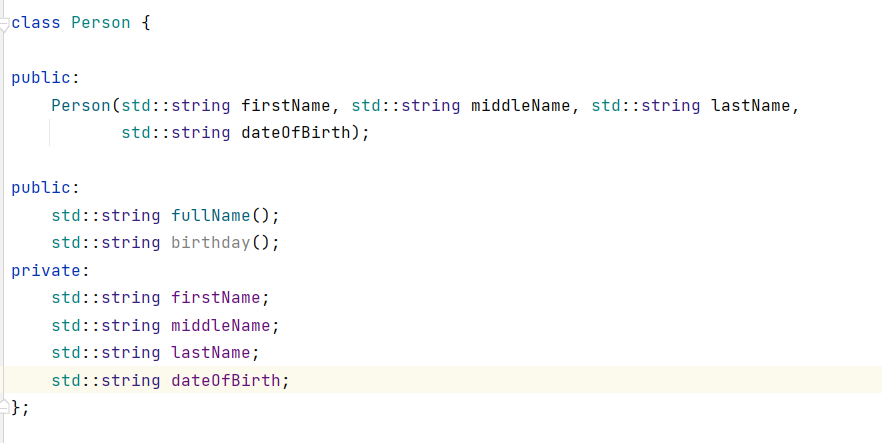 class Person {
public:
    Person(std::string firstName, std::string middleName, std::string lastName,
           std::string dateOfBirth);
public:
    std::string fullName();
    std::string birthday();
private:
    std::string firstName;
    std::string middleName;
    std::string lastName;
    std::string dateOfBirth;
};